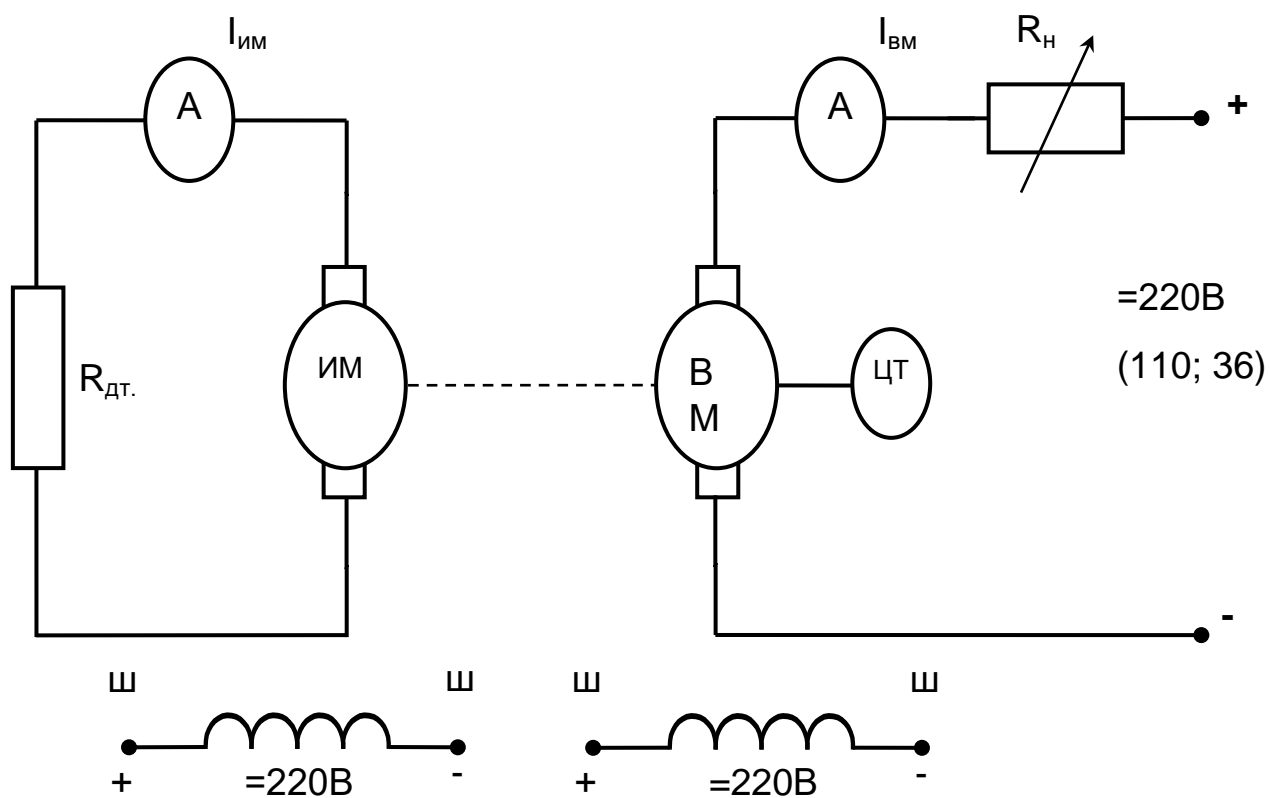 Iим
Iвм
Rн
А
А
+
=220В
(110; 36)
Rдт.
ИМ
В
М
ЦТ
-
Ш
Ш
Ш
Ш
+
=220В
-
+
=220В
-